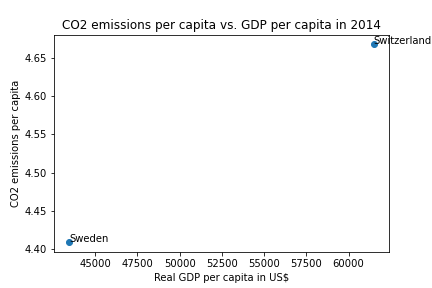 CO2 emissions per capita vs. GDP per capita in 2014
Switzerland
4.65
4.60
4.55
4.50
4.45
4.40
CO2 emissions per capita
Sweden
45000 47500 50000 52500 55000 57500 60000
Real GDP per capita in US$